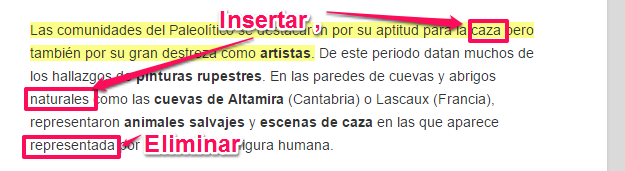 Insertar ,
Las comunidades del Paleolítico se destacaron por su aptitud para la caza pero
también por su gran destreza como artistas. De este periodo datan muchos
de los hallazgos de pinturas rupestres. En las paredes de cuevas y abrigos
naturales como las cuevas de Altamira (Cantabria) o Lascaux (Francia),
representaron animales salvajes y escenas de caza en las que aparece
representada por figura humana.
Eliminar